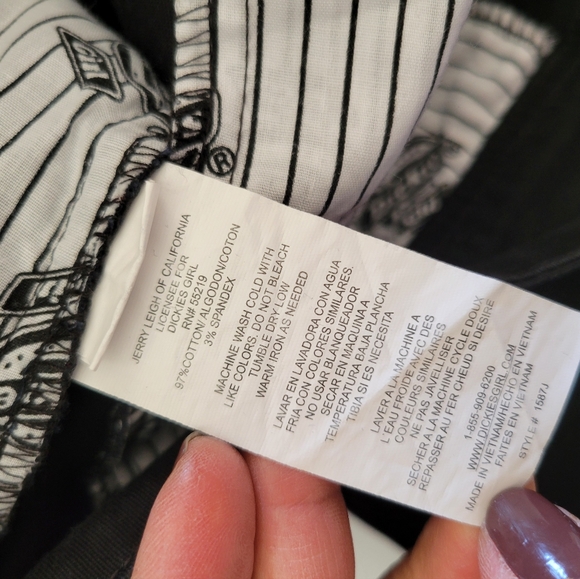 JERRY LEIGH OF CALIFORNIA
LICENSEE FOR
DICKIES GIRL
RN# 55219
97%COTTON/ALGODON/COTON
3% SPANDEX
MACHINE WASH COLD WITH
LIKE COLORS, DO NOT BLEACH
TUMBLE DRY LOW
WARM IRON AS NEEDED
LAVAR EN LAVADORA CON AGUA
FRIA CON COLORES SIMILARES.
NO USAR BLANQUEADOR
SECAR EN MAQUINA A
TEMPERATURA BAJA PLANCHA
TIBIA SI ES NECESITA
LAVER A LA MACHINE A
L'EAU FROIDE AVEC DES
COULEURS SIMILAIRES
NE PAS JAVELISER
SECHER A LA MACHINE CYCLE DOUX
REPASSER AU FER CHEUD SI DESIRE
1-855-909-8200
WWW.DICKIESGIRL.COM
MADE IN VIETNAM/HECHO EN VIETNAM
FAITES EN VIETNAM
STYLE # 1587J
®